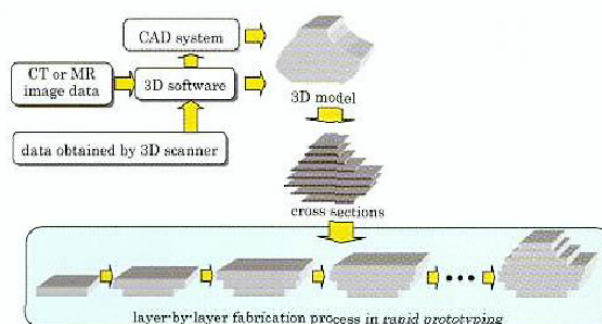 CAD system
CT or MR
image data
3D software
3D model
data obtained by 3D scanner
cross sections
layer-by-layer fabrication process in rapid prototyping